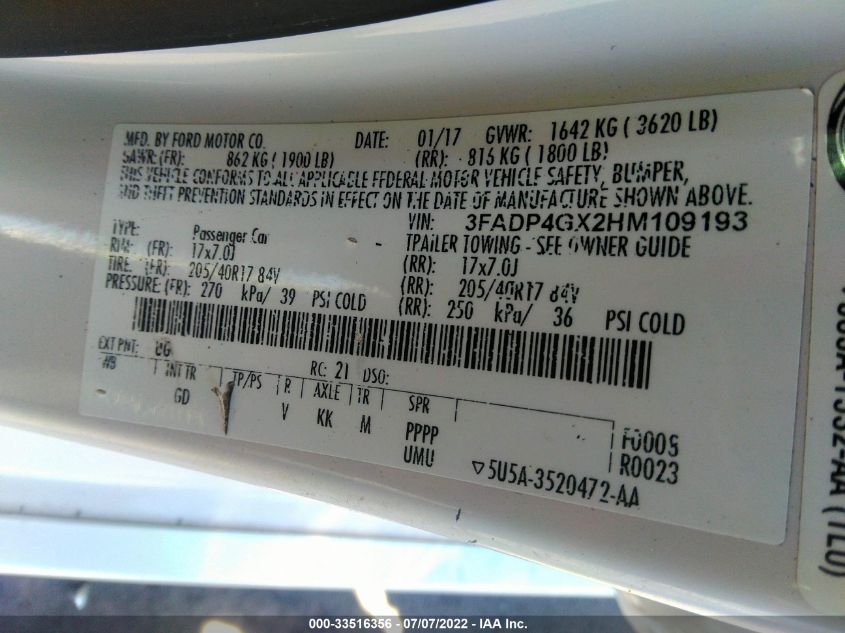 MFD. BY FORD MOTOR CO. DATE: 01/17 GVWR: 1642 KG ( 3620 LB)
GAWR:(FR): 862 KG ( 1900 LB) (RR): 816 KG ( 1800 LB)
THIS VEHICLE CONFORMS TO ALL APPLICABLE FEDERAL MOTOR VEHICLE SAFETY, BUMPER,
AND THEFT PREVENTION STANDARDS IN EFFECT ON THE DATE OF MANUFACTURE SHOWN ABOVE.
VIN: 3FADP4GX2HM109193
TYPE: Passenger Car TRAILER TOWING - SEE OWNER GUIDE
RIM: (FR): 17x7.0J (RR): 17x7.0J
TIRE: (FR): 205/40R17 84V (RR): 205/40R17 84V
PRESSURE: (FR): 270 kPa/ 39 PSI COLD (RR): 250 kPa/ 36 PSI COLD
EXT PNT: UG RC: 21 DSO:
WB INT TR TP/PS R AXLE TR SPR
GD V KK M PPPP F0005
UMU R0023
▽5U5A-3520472-AA
(TLU)
000-33516356 - 07/07/2022 - IAA Inc.